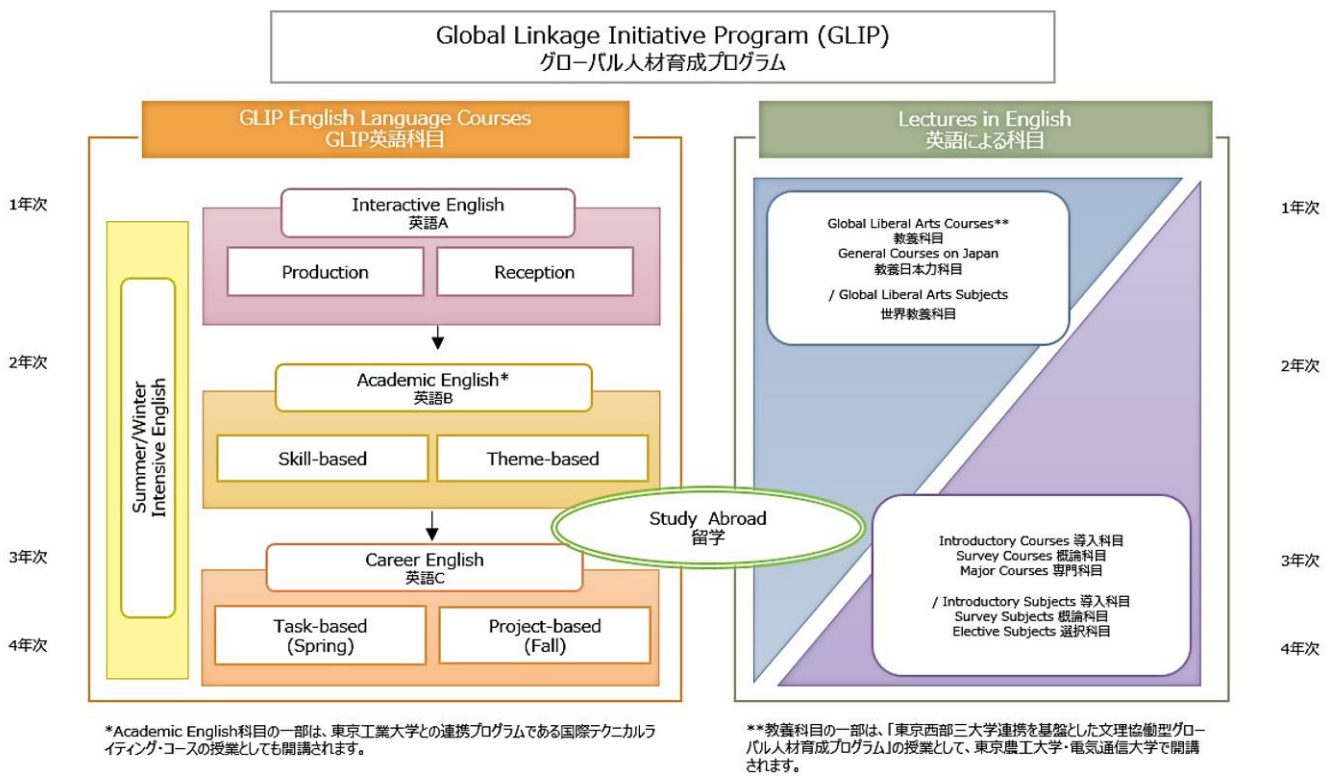 Global Linkage Initiative Program (GLIP)
グローバル人材育成プログラム
GLIP English Language Courses
GLIP英語科目
1年次
2年次
3年次
4年次
Summer/Winter
Intensive English
Interactive English
英語A
Production
Reception
Academic English*
英語B
Skill-based
Theme-based
Career English
英語C
Task-based
(Spring)
Project-based
(Fall)
Study Abroad
留学
Lectures in English
英語による科目
Global Liberal Arts Courses**
教養科目
General Courses on Japan
教養日本力科目
/ Global Liberal Arts Subjects
世界教養科目
Introductory Courses 導入科目
Survey Courses 概論科目
Major Courses 専門科目
/ Introductory Subjects 導入科目
Survey Subjects 概論科目
Elective Subjects 選択科目
1年次
2年次
3年次
4年次
*Academic English科目の一部は、東京工業大学との連携プログラムである国際テクニカルラ
イティング・コースの授業としても開講されます。
**教養科目の一部は、「東京西部三大学連携を基盤とした文理協働型グロー
バル人材育成プログラム」の授業として、東京農工大学・電気通信大学で開講
されます。